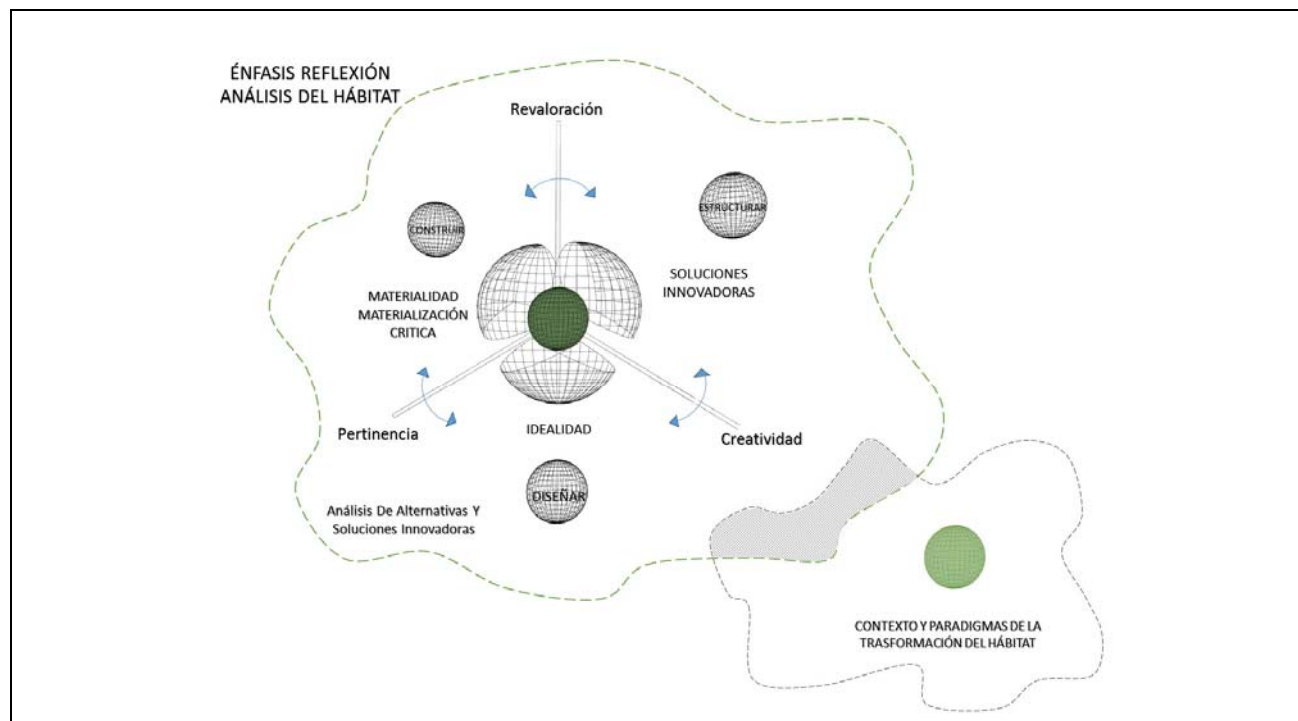 ÉNFASIS REFLEXIÓN
ANÁLISIS DEL HÁBITAT
Revaloración
CONSTRUIR
ESTRUCTURAR
SOLUCIONES
INNOVADORAS
MATERIALIDAD
MATERIALIZACIÓN
CRITICA
Pertinencia
IDEALIDAD
Creatividad
DISEÑAR
Análisis De Alternativas Y
Soluciones Innovadoras
CONTEXTO Y PARADIGMAS DE LA
TRASFORMACIÓN DEL HÁBITAT